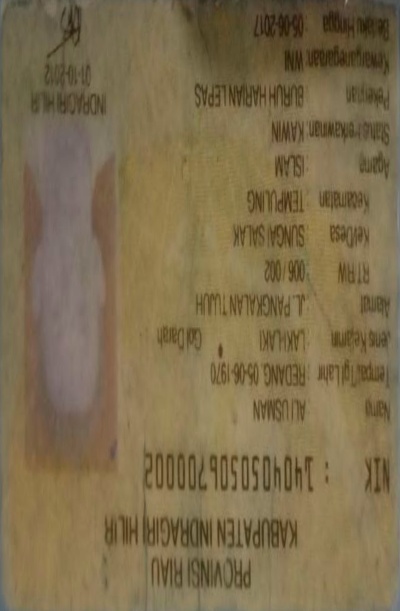 PROVINSI RIAU
KABUPATEN INDRAGIRI HILIR
NIK : 1404050506700002
Nama : ALI USMAN
Tempat/Tgl Lahir : REDANG, 05-06-1970
Jenis Kelamin : LAKI-LAKI Gol Darah
Alamat : JL. PANGKALAN TUJUH
RT/RW : 006 / 002
Kel/Desa : SUNGAI SALAK
Kecamatan : TEMPULING
Agama : ISLAM
Status Perkawinan : KAWIN
Pekerjaan : BURUH HARIAN LEPAS
Kewarganegaraan : WNI
Berlaku Hingga : 05-06-2017
INDRAGIRI HILIR
01-10-2012